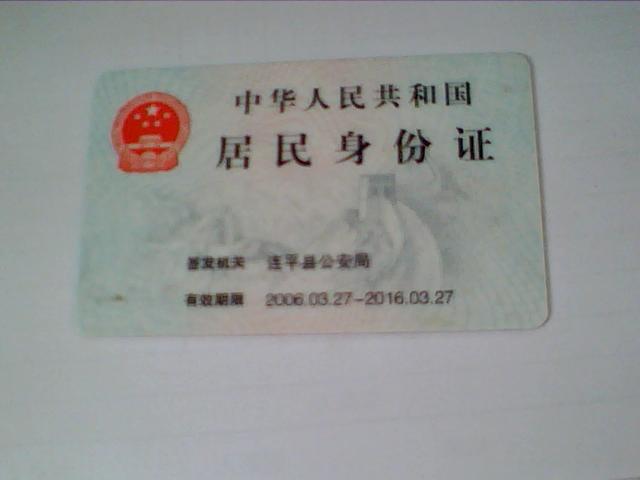 中华人民共和国
居民身份证
签发机关 连平县公安局
有效期限 2006.03.27-2016.03.27